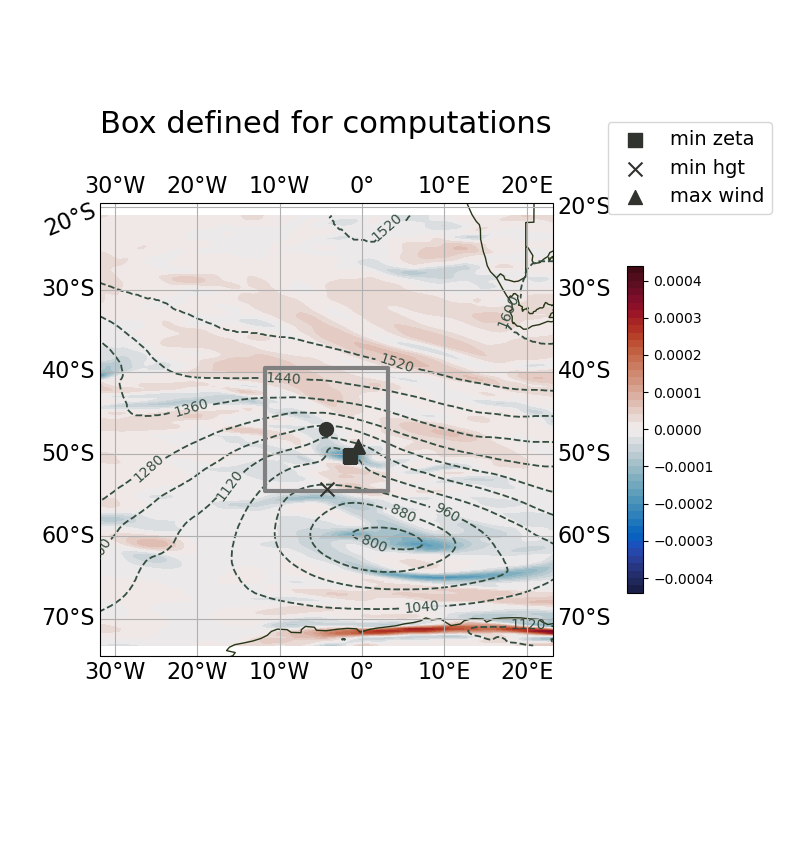 Box defined for computations
min zeta
min hgt
max wind
30°W 20°W 10°W 0° 10°E 20°E
20°S 20°S
30°S 30°S
40°S 40°S
50°S 50°S
60°S 60°S
70°S 70°S
30°W 20°W 10°W 0° 10°E 20°E
1520
1600
1520
1440
1360
1280
1120
880
960
800
1040
1120
0.0004
0.0003
0.0002
0.0001
0.0000
−0.0001
−0.0002
−0.0003
−0.0004